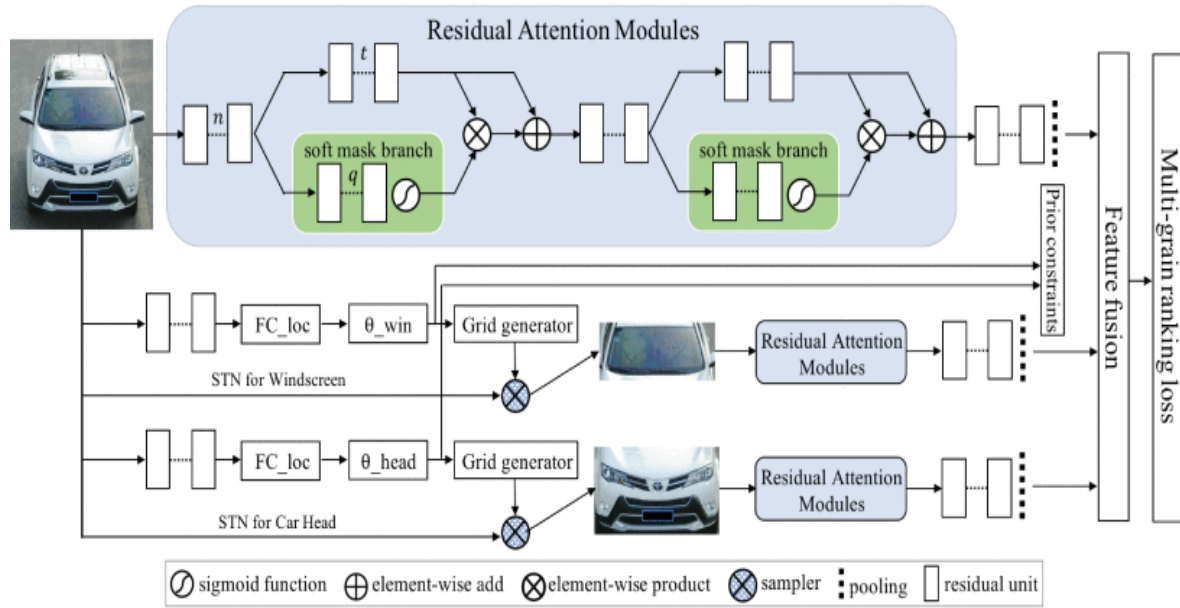 Residual Attention Modules
n
t
soft mask branch
q
soft mask branch
FC_loc
θ_win
Grid generator
STN for Windscreen
Residual Attention
Modules
FC_loc
θ_head
Grid generator
STN for Car Head
Residual Attention
Modules
Prior constraints
Feature fusion
Multi-grain ranking loss
sigmoid function
element-wise add
element-wise product
sampler
pooling
residual unit